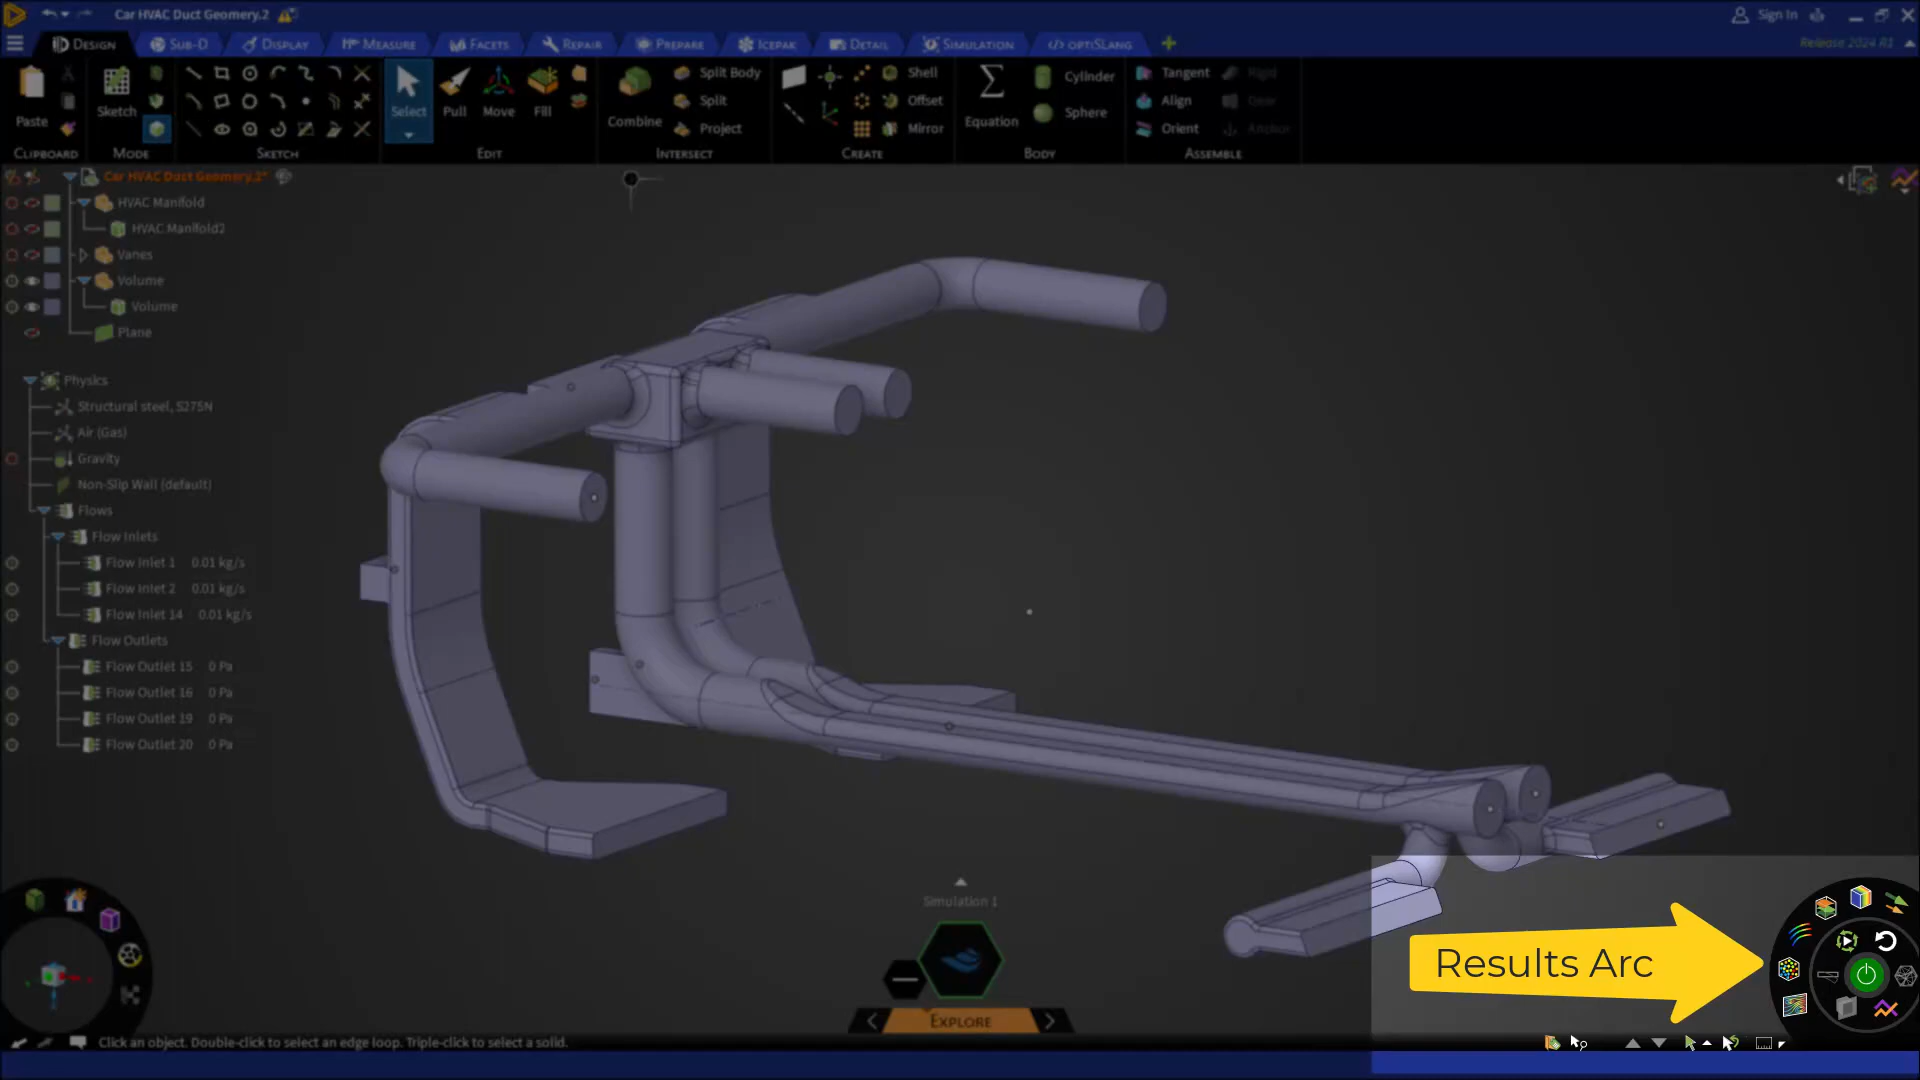 Car HVAC Duct Geomery.2
Sign In
Design
Sub-D
Display
Measure
Facets
Repair
Prepare
Icepak
Detail
Simulation
optiSLang
Release 2024 R1
Paste
Sketch
Select
Pull
Move
Fill
Combine
Split Body
Split
Project
Shell
Offset
Mirror
Equation
Cylinder
Sphere
Tangent
Align
Orient
Rigid
Gear
Anchor
Clipboard
Mode
Sketch
Edit
Intersect
Create
Body
Assemble
Car HVAC Duct Geomery.2*
HVAC Manifold
HVAC Manifold2
Vanes
Volume
Volume
Plane
Physics
Structural steel, S275N
Air (Gas)
Gravity
Non-Slip Wall (default)
Flows
Flow Inlets
Flow Inlet 1 0.01 kg/s
Flow Inlet 2 0.01 kg/s
Flow Inlet 14 0.01 kg/s
Flow Outlets
Flow Outlet 15 0 Pa
Flow Outlet 16 0 Pa
Flow Outlet 19 0 Pa
Flow Outlet 20 0 Pa
Simulation 1
Explore
Results Arc
Click an object. Double-click to select an edge loop. Triple-click to select a solid.